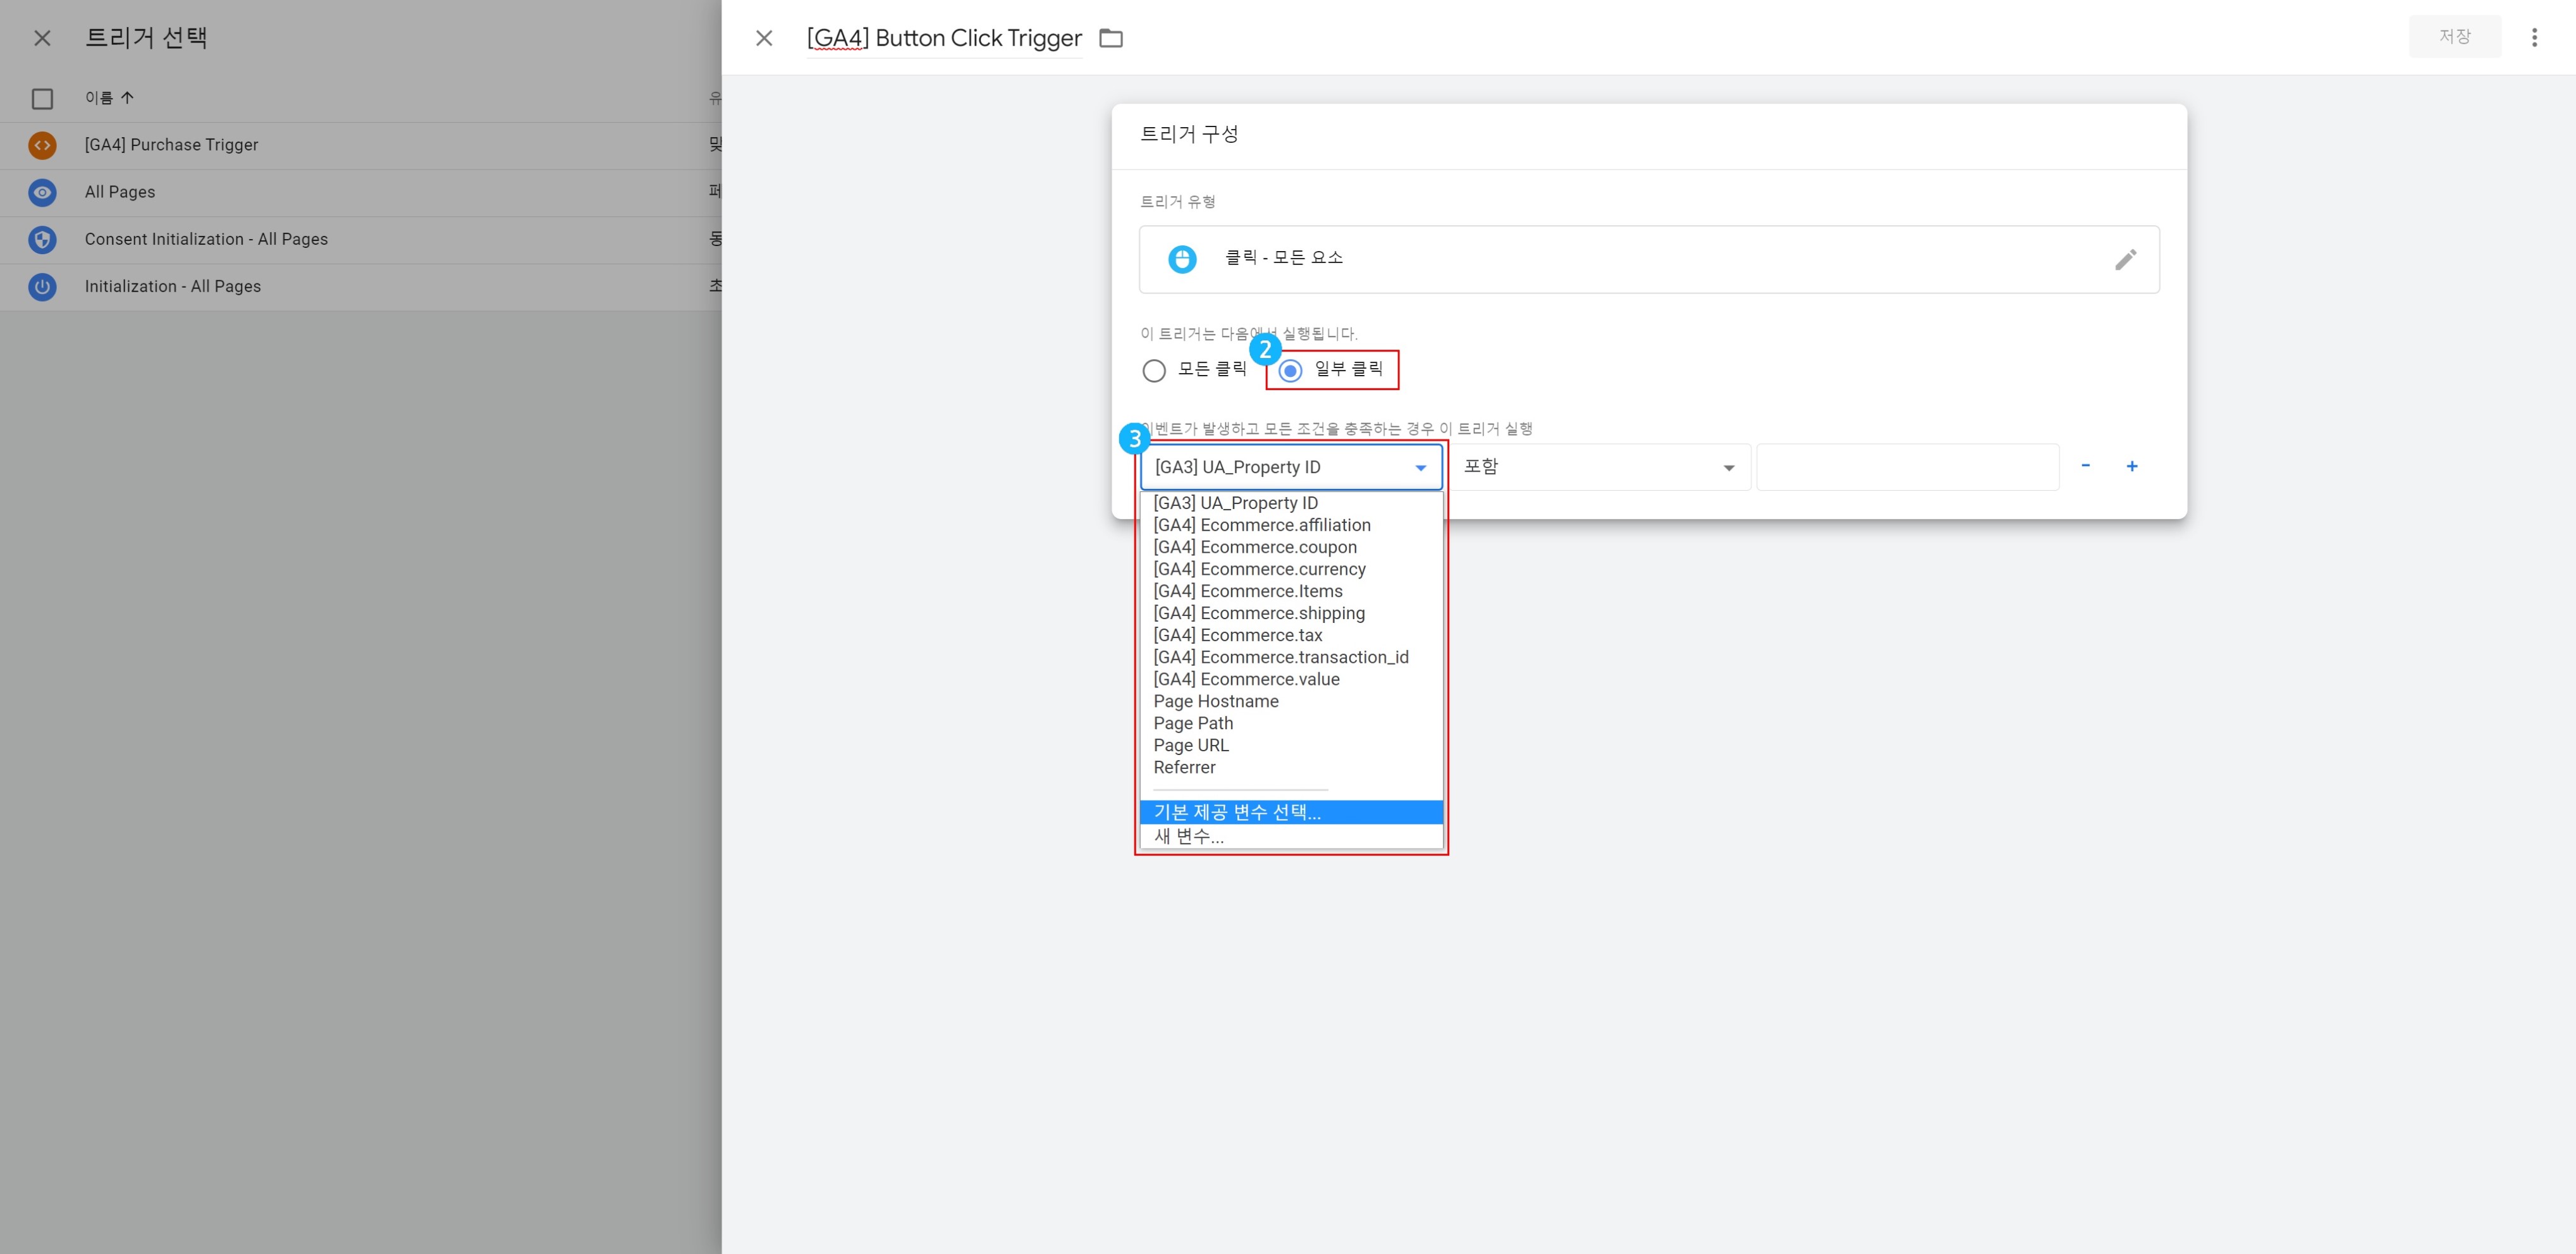 트리거 선택
이름
유
[GA4] Purchase Trigger
맞
All Pages
페
Consent Initialization - All Pages
동
Initialization - All Pages
초
[GA4] Button Click Trigger
저장
트리거 구성
트리거 유형
클릭 - 모든 요소
이 트리거는 다음에서 실행됩니다.
2
모든 클릭
일부 클릭
3
이벤트가 발생하고 모든 조건을 충족하는 경우 이 트리거 실행
[GA3] UA_Property ID
포함
- +
[GA3] UA_Property ID
[GA4] Ecommerce.affiliation
[GA4] Ecommerce.coupon
[GA4] Ecommerce.currency
[GA4] Ecommerce.Items
[GA4] Ecommerce.shipping
[GA4] Ecommerce.tax
[GA4] Ecommerce.transaction_id
[GA4] Ecommerce.value
Page Hostname
Page Path
Page URL
Referrer
기본 제공 변수 선택...
새 변수...